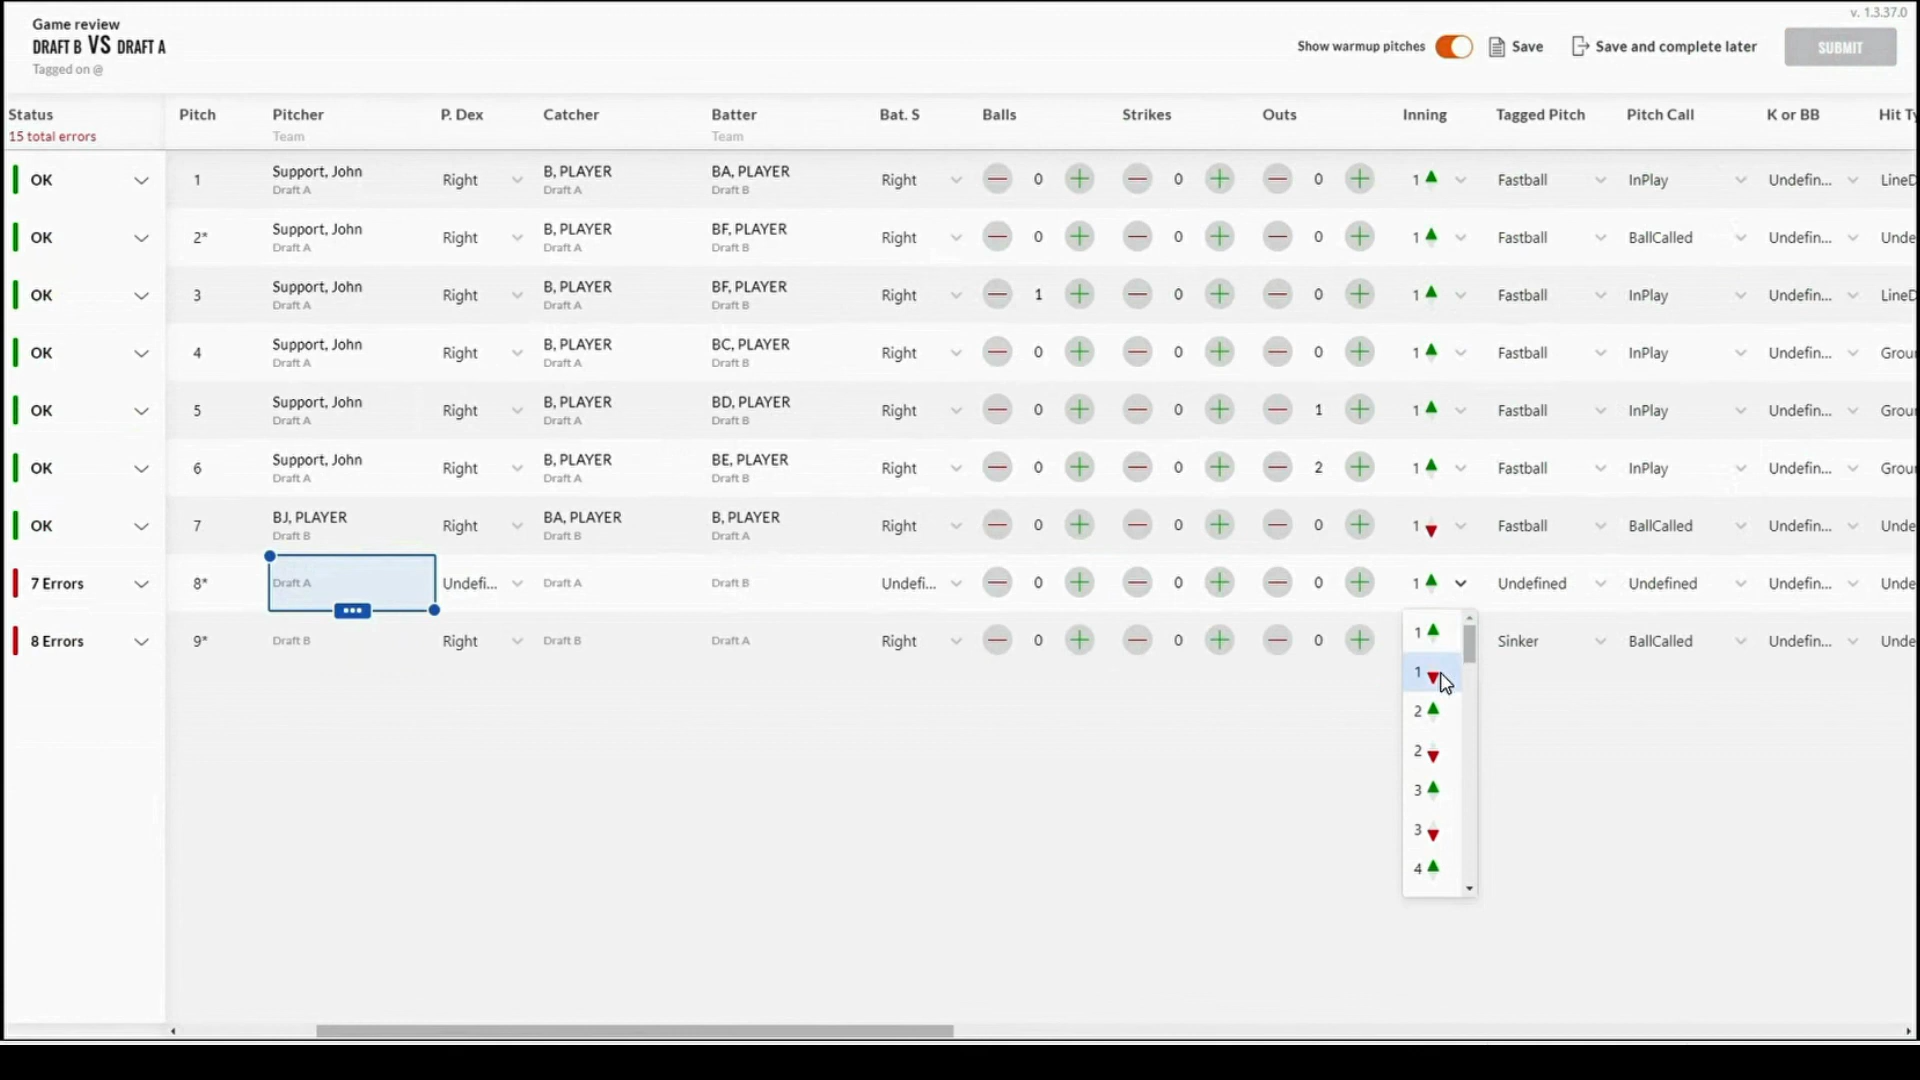 Game review
DRAFT B VS DRAFT A
Tagged on @
v. 1.3.37.0
Show warmup pitches
Save
Save and complete later
SUBMIT
Status Pitch Pitcher P. Dex Catcher Batter Bat. S Balls Strikes Outs Inning Tagged Pitch Pitch Call K or BB Hit Ty
15 total errors Team Team
OK 1 Support, John Right B, PLAYER BA, PLAYER Right 0 0 0 1 Fastball InPlay Undefin... LineD
Draft A Draft A Draft B
OK 2* Support, John Right B, PLAYER BF, PLAYER Right 0 0 0 1 Fastball BallCalled Undefin... Unde
Draft A Draft A Draft B
OK 3 Support, John Right B, PLAYER BF, PLAYER Right 1 0 0 1 Fastball InPlay Undefin... LineD
Draft A Draft A Draft B
OK 4 Support, John Right B, PLAYER BC, PLAYER Right 0 0 0 1 Fastball InPlay Undefin... Grou
Draft A Draft A Draft B
OK 5 Support, John Right B, PLAYER BD, PLAYER Right 0 0 1 1 Fastball InPlay Undefin... Grou
Draft A Draft A Draft B
OK 6 Support, John Right B, PLAYER BE, PLAYER Right 0 0 2 1 Fastball InPlay Undefin... Grou
Draft A Draft A Draft B
OK 7 BJ, PLAYER Right BA, PLAYER B, PLAYER Right 0 0 0 1 Fastball BallCalled Undefin... Unde
Draft B Draft B Draft A
7 Errors 8* Draft A Undefi... Draft A Draft B Undefi... 0 0 0 1 Undefined Undefined Undefin... Unde
8 Errors 9* Draft B Right Draft B Draft A Right 0 0 0 Sinker BallCalled Undefin... Unde
1
1
2
2
3
3
4